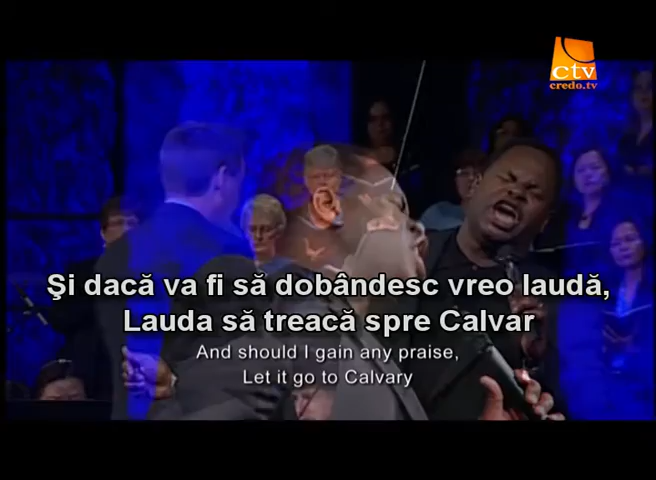 ctv
credo.tv
Şi dacă va fi să dobândesc vreo laudă,
Lauda să treacă spre Calvar
And should I gain any praise,
Let it go to Calvary